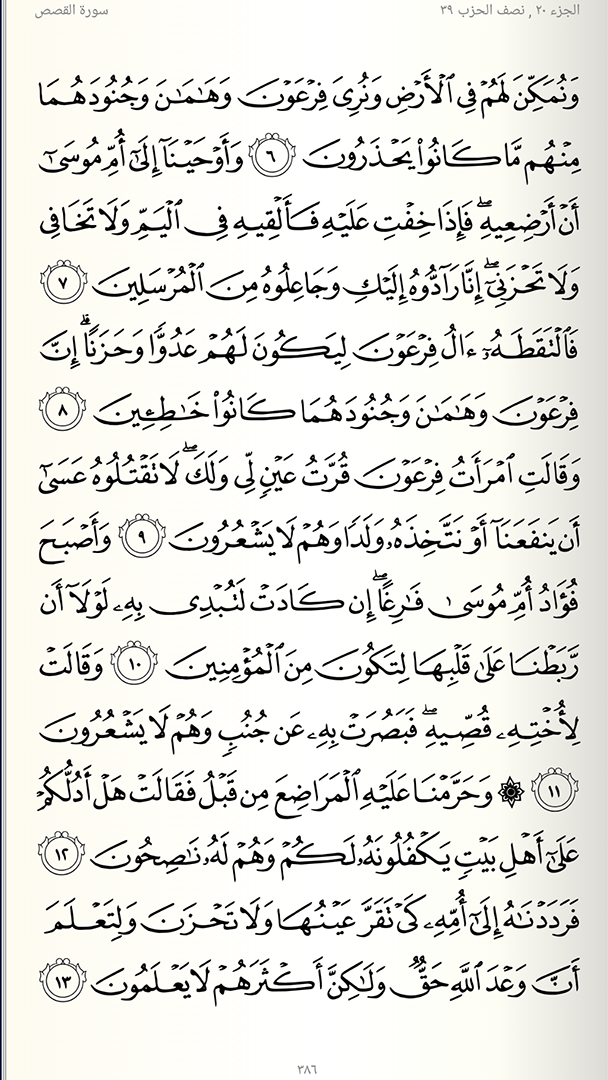 سورة القصص
الجزء ٢٠ , نصف الحزب ٣٩
وَنُمَكِّنَ لَهُمْ فِي ٱلْأَرْضِ وَنُرِيَ فِرْعَوْنَ وَهَٰمَٰنَ وَجُنُودَهُمَا
مِنْهُم مَّا كَانُوا۟ يَحْذَرُونَ ٦ وَأَوْحَيْنَآ إِلَىٰٓ أُمِّ مُوسَىٰٓ
أَنْ أَرْضِعِيهِ ۖ فَإِذَا خِفْتِ عَلَيْهِ فَأَلْقِيهِ فِي ٱلْيَمِّ وَلَا تَخَافِي
وَلَا تَحْزَنِيٓ ۖ إِنَّا رَآدُّوهُ إِلَيْكِ وَجَاعِلُوهُ مِنَ ٱلْمُرْسَلِينَ ٧
فَٱلْتَقَطَهُۥٓ ءَالُ فِرْعَوْنَ لِيَكُونَ لَهُمْ عَدُوًّا وَحَزَنًا ۗ إِنَّ
فِرْعَوْنَ وَهَٰمَٰنَ وَجُنُودَهُمَا كَانُوا۟ خَٰطِـِٔينَ ٨
وَقَالَتِ ٱمْرَأَتُ فِرْعَوْنَ قُرَّتُ عَيْنٍ لِّي وَلَكَ ۖ لَا تَقْتُلُوهُ عَسَىٰٓ
أَن يَنفَعَنَآ أَوْ نَتَّخِذَهُۥ وَلَدًا وَهُمْ لَا يَشْعُرُونَ ٩ وَأَصْبَحَ
فُؤَادُ أُمِّ مُوسَىٰ فَٰرِغًا ۖ إِن كَادَتْ لَتُبْدِي بِهِۦ لَوْلَآ أَن
رَّبَطْنَا عَلَىٰ قَلْبِهَا لِتَكُونَ مِنَ ٱلْمُؤْمِنِينَ ١٠ وَقَالَتْ
لِأُخْتِهِۦ قُصِّيهِ ۖ فَبَصُرَتْ بِهِۦ عَن جُنُبٍ وَهُمْ لَا يَشْعُرُونَ
١١ ۞ وَحَرَّمْنَا عَلَيْهِ ٱلْمَرَاضِعَ مِن قَبْلُ فَقَالَتْ هَلْ أَدُلُّكُمْ
عَلَىٰٓ أَهْلِ بَيْتٍ يَكْفُلُونَهُۥ لَكُمْ وَهُمْ لَهُۥ نَٰصِحُونَ ١٢
فَرَدَدْنَٰهُ إِلَىٰٓ أُمِّهِۦ كَيْ تَقَرَّ عَيْنُهَا وَلَا تَحْزَنَ وَلِتَعْلَمَ
أَنَّ وَعْدَ ٱللَّهِ حَقٌّ وَلَٰكِنَّ أَكْثَرَهُمْ لَا يَعْلَمُونَ ١٣
٣٨٦